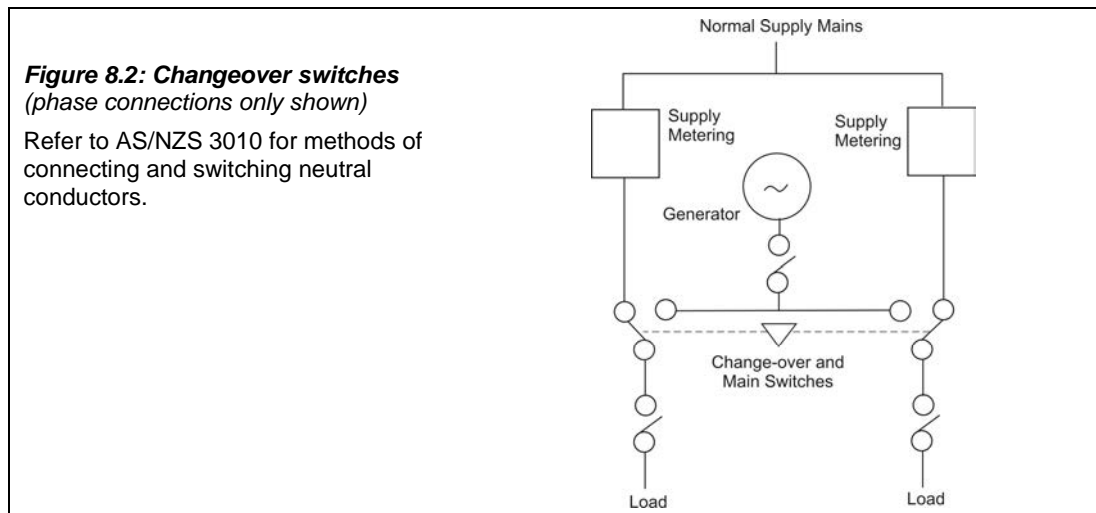 Figure 8.2: Changeover switches
(phase connections only shown)
Refer to AS/NZS 3010 for methods of
connecting and switching neutral
conductors.
Normal Supply Mains
Supply
Metering
Supply
Metering
Generator
~
Change-over and
Main Switches
Load
Load